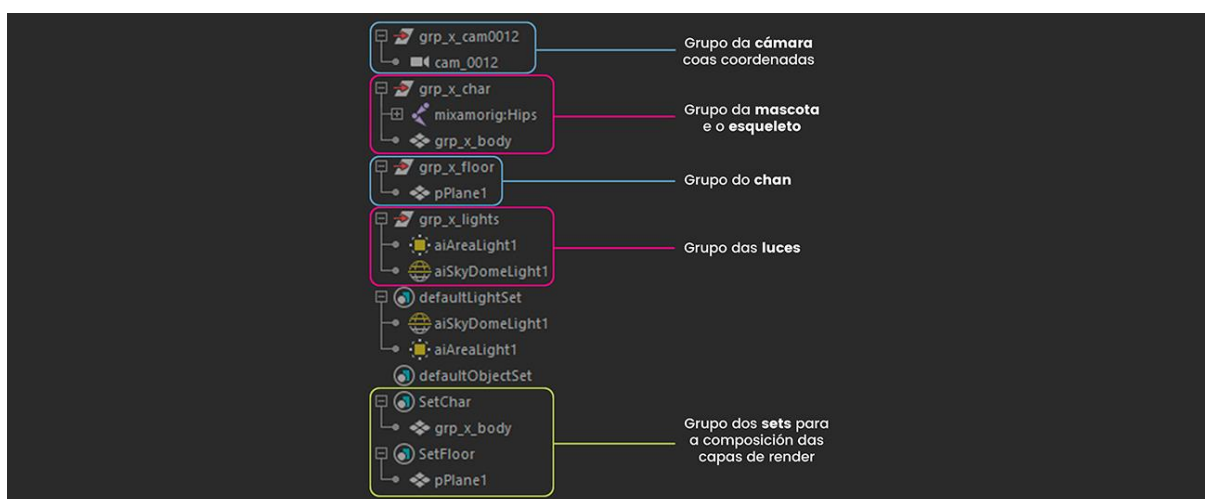 grp_x_cam0012
cam_0012
Grupo da cámara
coas coordenadas
grp_x_char
mixamorig:Hips
grp_x_body
Grupo da mascota
e o esqueleto
grp_x_floor
pPlane1
Grupo do chan
grp_x_lights
aiAreaLight1
aiSkyDomeLight1
Grupo das luces
defaultLightSet
aiSkyDomeLight1
aiAreaLight1
defaultObjectSet
SetChar
grp_x_body
SetFloor
pPlane1
Grupo dos sets para
a composición das
capas de render